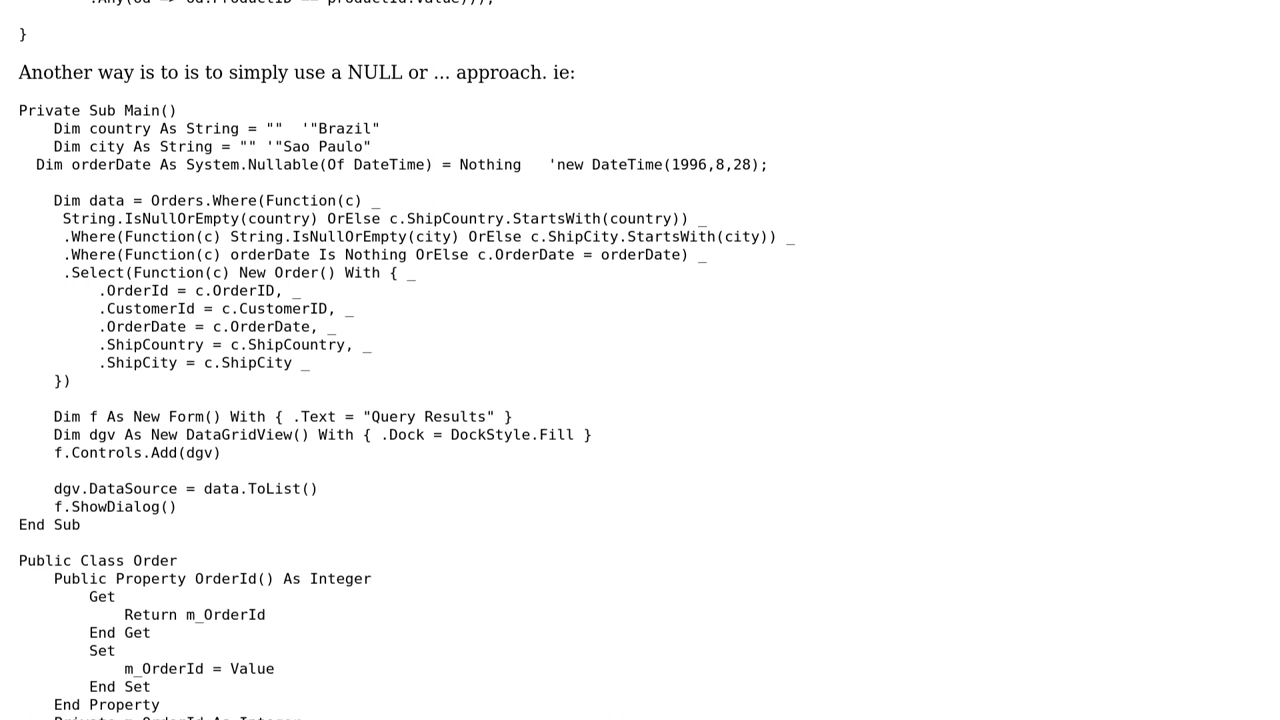 }
Another way is to is to simply use a NULL or ... approach. ie:
Private Sub Main()
    Dim country As String = ""  '"Brazil"
    Dim city As String = "" '"Sao Paulo"
  Dim orderDate As System.Nullable(Of DateTime) = Nothing   'new DateTime(1996,8,28);
    Dim data = Orders.Where(Function(c) _
     String.IsNullOrEmpty(country) OrElse c.ShipCountry.StartsWith(country)) _
     .Where(Function(c) String.IsNullOrEmpty(city) OrElse c.ShipCity.StartsWith(city)) _
     .Where(Function(c) orderDate Is Nothing OrElse c.OrderDate = orderDate) _
     .Select(Function(c) New Order() With { _
         .OrderId = c.OrderID, _
         .CustomerId = c.CustomerID, _
         .OrderDate = c.OrderDate, _
         .ShipCountry = c.ShipCountry, _
         .ShipCity = c.ShipCity _
    })
    Dim f As New Form() With { .Text = "Query Results" }
    Dim dgv As New DataGridView() With { .Dock = DockStyle.Fill }
    f.Controls.Add(dgv)
    dgv.DataSource = data.ToList()
    f.ShowDialog()
End Sub
Public Class Order
    Public Property OrderId() As Integer
        Get
            Return m_OrderId
        End Get
        Set
            m_OrderId = Value
        End Set
    End Property